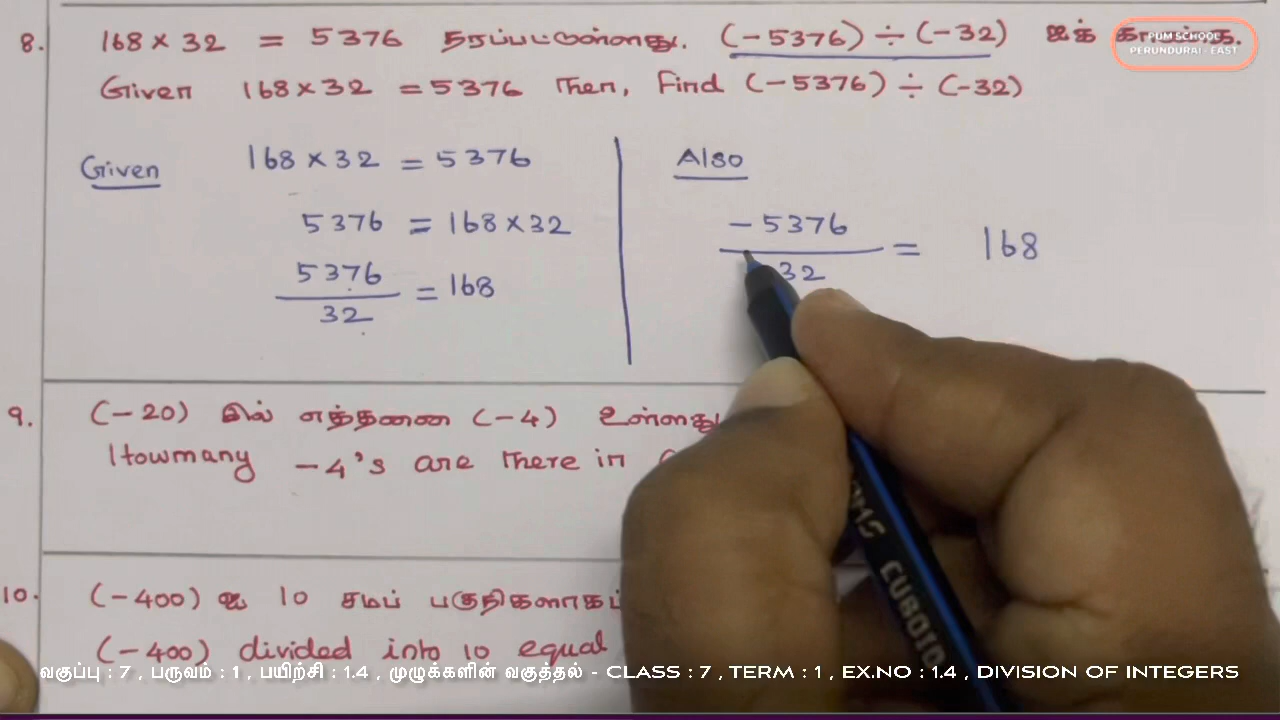 8. 168 × 32 = 5376 தரப்பட்டுள்ளது. (-5376) ÷ (-32) ஐக்
PUM SCHOOL
PERUNDURAI - EAST
Given 168 × 32 = 5376 Then, Find (-5376) ÷ (-32)
Given 168 × 32 = 5376
5376 = 168 × 32
5376
32
= 168
Also
-5376
32
= 168
9. (-20) இல் எத்தனை (-4) உள்ளது
Howmany -4's are there in
10. (-400) ஐ 10 சமப் பகுதிகளாகப்
(-400) divided into 10 equal
வகுப்பு : 7 , பருவம் : 1 , பயிற்சி : 1.4 , முழுக்களின் வகுத்தல் - CLASS : 7 , TERM : 1 , EX.NO : 1.4 , DIVISION OF INTEGERS